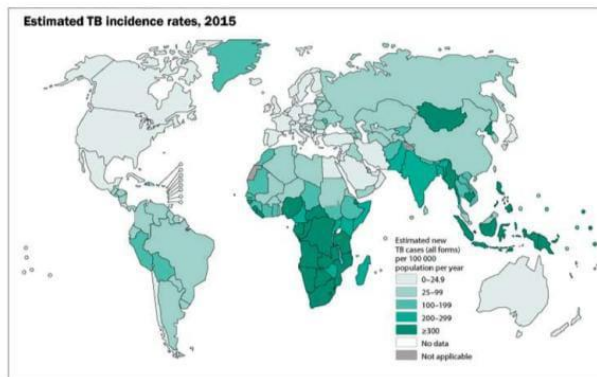 Estimated TB incidence rates, 2015
Estimated new
TB cases (all forms)
per 100 000
population per year
0–24.9
25–99
100–199
200–299
≥300
No data
Not applicable